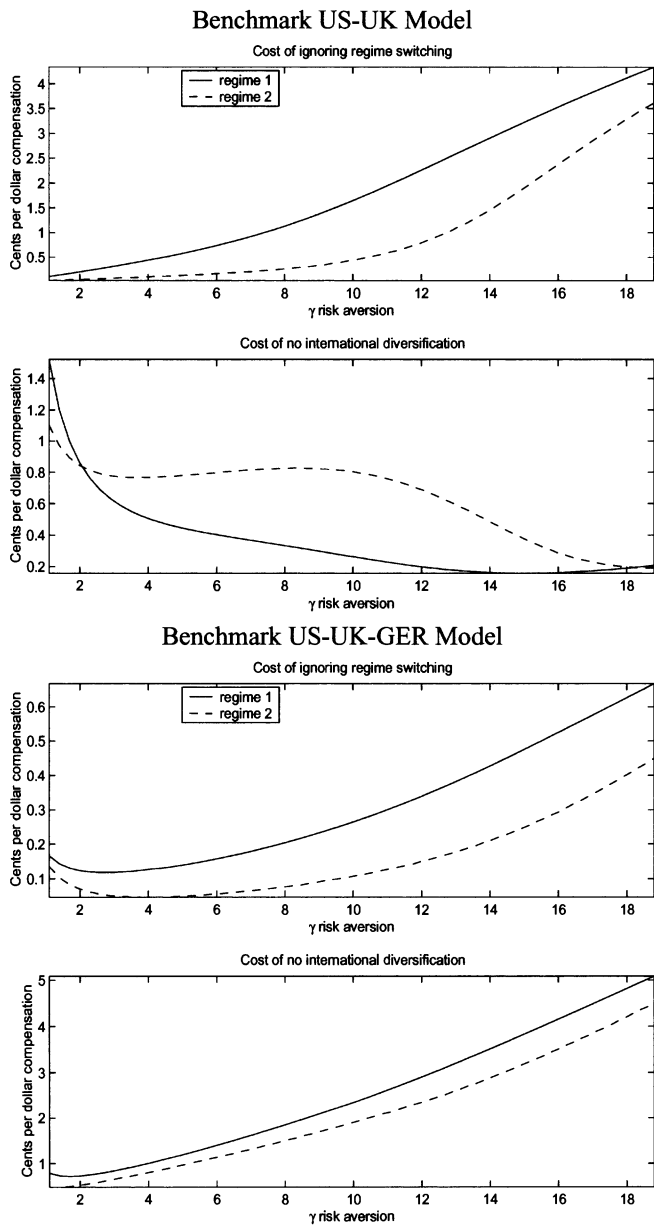 Benchmark US-UK Model
Cost of ignoring regime switching
Cents per dollar compensation
4
3.5
3
2.5
2
1.5
1
0.5
regime 1
regime 2
2 4 6 8 10 12 14 16 18
γ risk aversion
Cost of no international diversification
Cents per dollar compensation
1.4
1.2
1
0.8
0.6
0.4
0.2
2 4 6 8 10 12 14 16 18
γ risk aversion
Benchmark US-UK-GER Model
Cost of ignoring regime switching
Cents per dollar compensation
0.6
0.5
0.4
0.3
0.2
0.1
regime 1
regime 2
2 4 6 8 10 12 14 16 18
γ risk aversion
Cost of no international diversification
Cents per dollar compensation
5
4
3
2
1
2 4 6 8 10 12 14 16 18
γ risk aversion